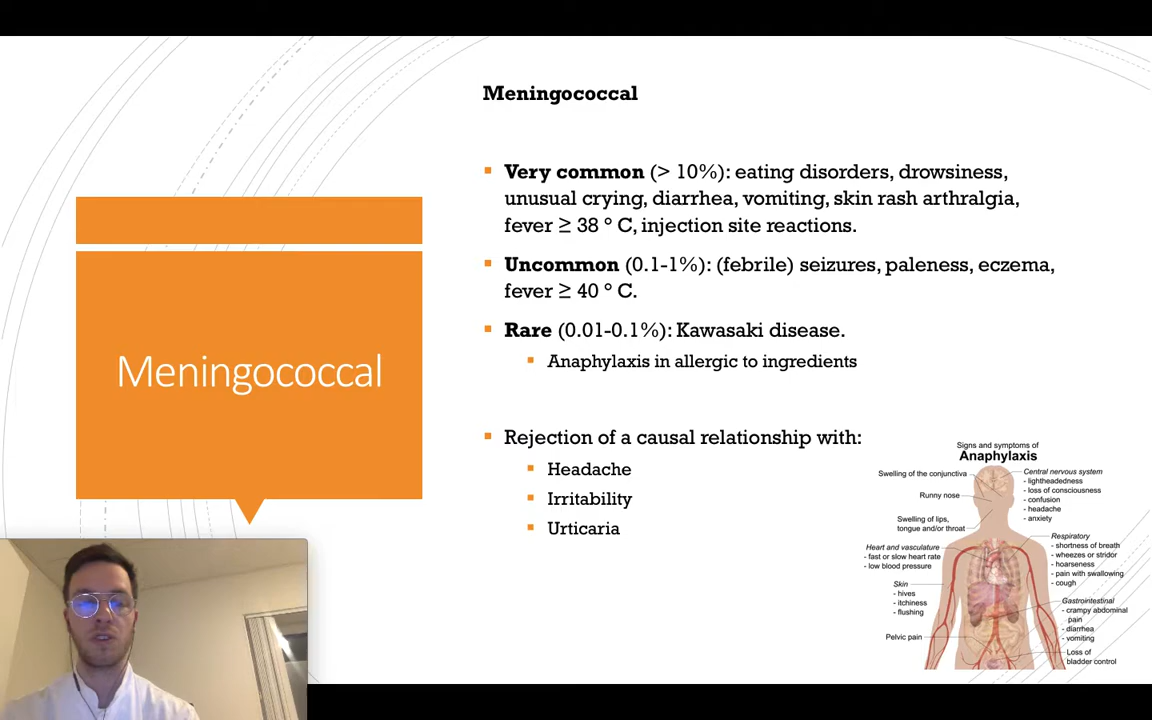 Meningococcal
Meningococcal
▪ Very common (> 10%): eating disorders, drowsiness,
unusual crying, diarrhea, vomiting, skin rash arthralgia,
fever ≥ 38 ° C, injection site reactions.
▪ Uncommon (0.1-1%): (febrile) seizures, paleness, eczema,
fever ≥ 40 ° C.
▪ Rare (0.01-0.1%): Kawasaki disease.
▪ Anaphylaxis in allergic to ingredients
▪ Rejection of a causal relationship with:
▪ Headache
▪ Irritability
▪ Urticaria
Signs and symptoms of
Anaphylaxis
Swelling of the conjunctiva
Runny nose
Swelling of lips,
tongue and/or throat
Heart and vasculature
- fast or slow heart rate
- low blood pressure
Skin
- hives
- itchiness
- flushing
Pelvic pain
Central nervous system
- lightheadedness
- loss of consciousness
- confusion
- headache
- anxiety
Respiratory
- shortness of breath
- wheezes or stridor
- hoarseness
- pain with swallowing
- cough
Gastrointestinal
- crampy abdominal
pain
- diarrhea
- vomiting
Loss of
bladder control